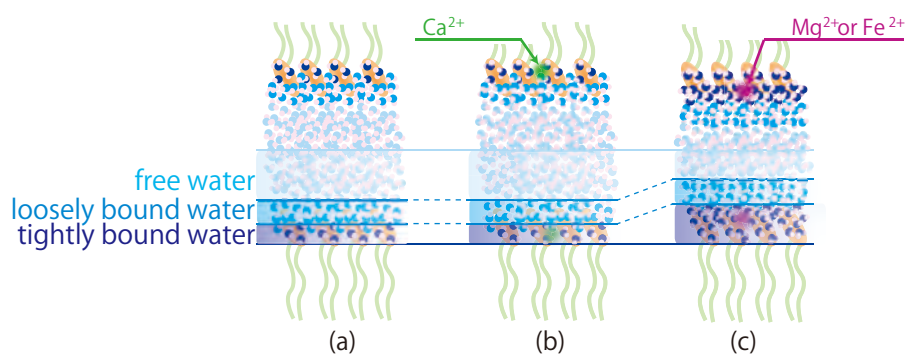 Ca²⁺
Mg²⁺or Fe²⁺
free water
loosely bound water
tightly bound water
(a)
(b)
(c)